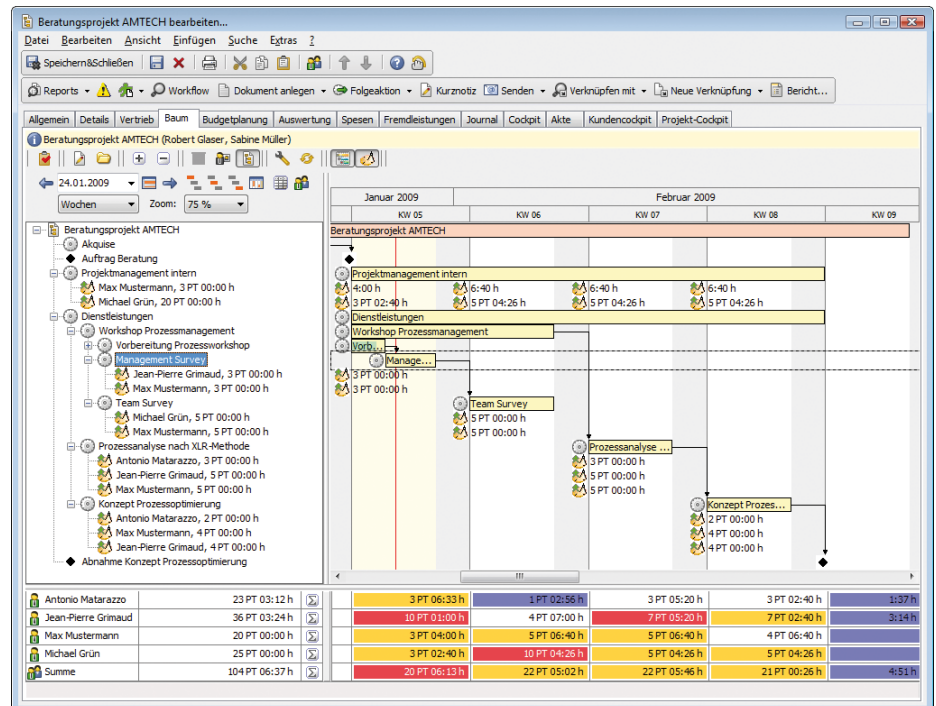 Beratungsprojekt AMTECH bearbeiten...
Datei Bearbeiten Ansicht Einfügen Suche Extras ?
Speichern&Schließen
Reports Workflow Dokument anlegen Folgeaktion Kurznotiz Senden Verknüpfen mit Neue Verknüpfung Bericht...
Allgemein Details Vertrieb Baum Budgetplanung Auswertung Spesen Fremdleistungen Journal Cockpit Akte Kundencockpit Projekt-Cockpit
Beratungsprojekt AMTECH (Robert Glaser, Sabine Müller)
24.01.2009
Wochen Zoom: 75 %
Januar 2009 Februar 2009
KW 05 KW 06 KW 07 KW 08 KW 09
Beratungsprojekt AMTECH Beratungsprojekt AMTECH
Akquise
Auftrag Beratung
Projektmanagement intern Projektmanagement intern
Max Mustermann, 3 PT 00:00 h 4:00 h 6:40 h 6:40 h 6:40 h
Michael Grün, 20 PT 00:00 h 3 PT 02:40 h 5 PT 04:26 h 5 PT 04:26 h 5 PT 04:26 h
Dienstleistungen Dienstleistungen
Workshop Prozessmanagement Workshop Prozessmanagement
Vorbereitung Prozessworkshop Vorb...
Management Survey Manage...
Jean-Pierre Grimaud, 3 PT 00:00 h 3 PT 00:00 h
Max Mustermann, 3 PT 00:00 h 3 PT 00:00 h
Team Survey Team Survey
Michael Grün, 5 PT 00:00 h 5 PT 00:00 h
Max Mustermann, 5 PT 00:00 h 5 PT 00:00 h
Prozessanalyse nach XLR-Methode Prozessanalyse ...
Antonio Matarazzo, 3 PT 00:00 h 3 PT 00:00 h
Jean-Pierre Grimaud, 5 PT 00:00 h 5 PT 00:00 h
Max Mustermann, 5 PT 00:00 h 5 PT 00:00 h
Konzept Prozessoptimierung Konzept Prozes...
Antonio Matarazzo, 2 PT 00:00 h 2 PT 00:00 h
Max Mustermann, 4 PT 00:00 h 4 PT 00:00 h
Jean-Pierre Grimaud, 4 PT 00:00 h 4 PT 00:00 h
Abnahme Konzept Prozessoptimierung
Antonio Matarazzo 23 PT 03:12 h Σ 3 PT 06:33 h 1 PT 02:56 h 3 PT 05:20 h 3 PT 02:40 h 1:37 h
Jean-Pierre Grimaud 36 PT 03:24 h Σ 10 PT 01:00 h 4 PT 07:00 h 7 PT 05:20 h 7 PT 02:40 h 3:14 h
Max Mustermann 20 PT 00:00 h Σ 3 PT 04:00 h 5 PT 06:40 h 5 PT 06:40 h 4 PT 06:40 h
Michael Grün 25 PT 00:00 h Σ 3 PT 02:40 h 10 PT 04:26 h 5 PT 04:26 h 5 PT 04:26 h
Summe 104 PT 06:37 h Σ 20 PT 06:13 h 22 PT 05:02 h 22 PT 05:46 h 21 PT 00:26 h 4:51 h